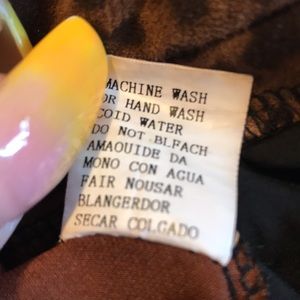 MACHINE WASH
OR HAND WASH
COID WATER
DO NOT BLFACH
AMAOUIDE DA
MONO CON AGUA
FAIR NOUSAR
BLANGERDOR
SECAR COLGADO